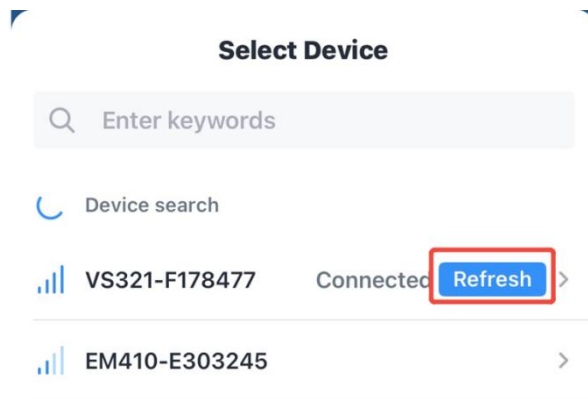 Select Device
Enter keywords
Device search
VS321-F178477 Connected Refresh
EM410-E303245